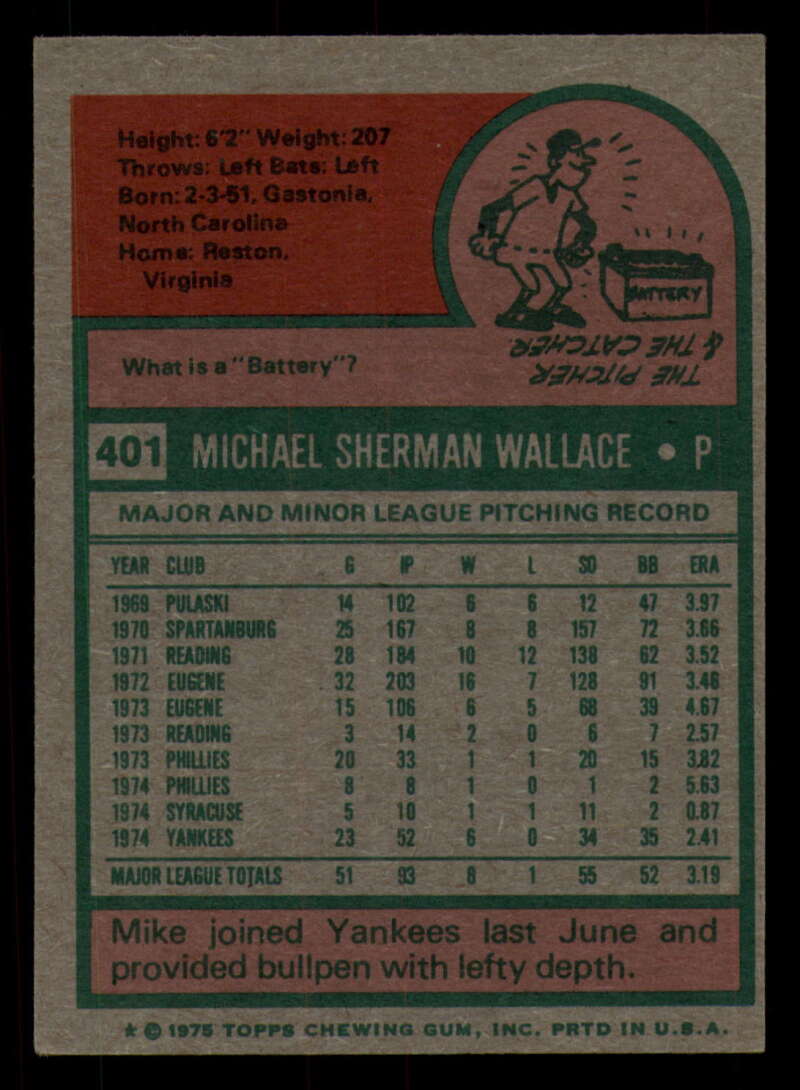 Height: 6'2" Weight: 207
Throws: Left Bats: Left
Born: 2-3-51, Gastonia,
North Carolina
Home: Reston,
Virginia
BATTERY
What is a "Battery"?
THE PITCHER
& THE CATCHER.
401 MICHAEL SHERMAN WALLACE • P
MAJOR AND MINOR LEAGUE PITCHING RECORD
YEAR CLUB G IP W L SO BB ERA
1969 PULASKI 14 102 6 6 12 47 3.97
1970 SPARTANBURG 25 167 8 8 157 72 3.66
1971 READING 28 184 10 12 138 62 3.52
1972 EUGENE 32 203 16 7 128 91 3.46
1973 EUGENE 15 106 6 5 68 39 4.67
1973 READING 3 14 2 0 6 7 2.57
1973 PHILLIES 20 33 1 1 20 15 3.82
1974 PHILLIES 8 8 1 0 1 2 5.63
1974 SYRACUSE 5 10 1 1 11 2 0.87
1974 YANKEES 23 52 6 0 34 35 2.41
MAJOR LEAGUE TOTALS 51 93 8 1 55 52 3.19
Mike joined Yankees last June and
provided bullpen with lefty depth.
* © 1975 TOPPS CHEWING GUM, INC. PRTD IN U.S.A.